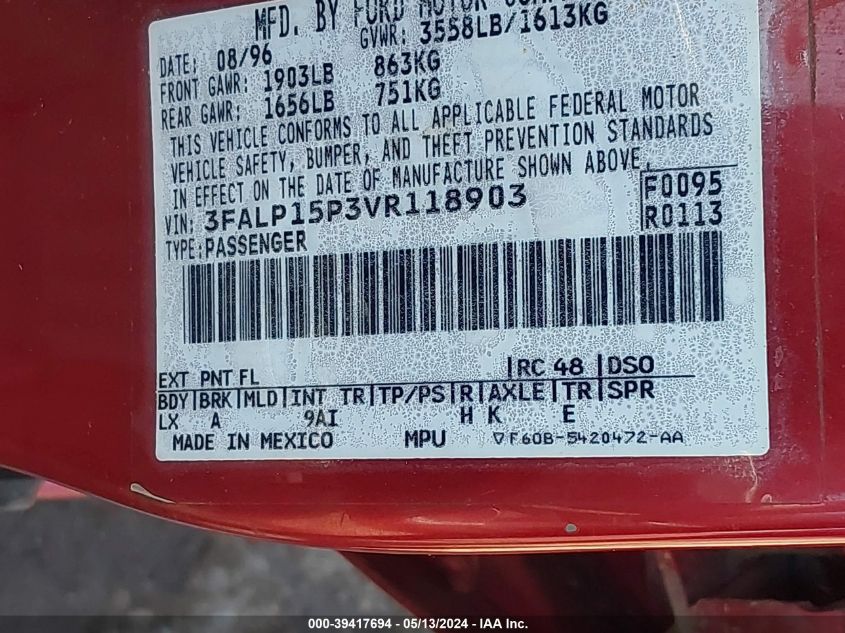 MFD. BY FORD MOTOR
GVWR: 3558LB/1613KG
DATE: 08/96
FRONT GAWR: 1903LB 863KG
REAR GAWR: 1656LB 751KG
THIS VEHICLE CONFORMS TO ALL APPLICABLE FEDERAL MOTOR
VEHICLE SAFETY, BUMPER, AND THEFT PREVENTION STANDARDS
IN EFFECT ON THE DATE OF MANUFACTURE SHOWN ABOVE.
VIN: 3FALP15P3VR118903 F0095
TYPE: PASSENGER R0113
EXT PNT FL |RC 48 |DSO
BDY|BRK|MLD|INT TR|TP/PS|R|AXLE|TR|SPR
LX A 9AI H K E
MADE IN MEXICO MPU F60B-5420472-AA
000-39417694 - 05/13/2024 - IAA Inc.